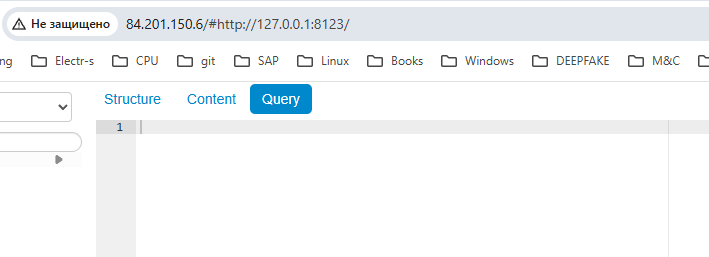 Не защищено 84.201.150.6/#http://127.0.0.1:8123/
ng Electr-s CPU git SAP Linux Books Windows DEEPFAKE M&C
Structure Content Query
1